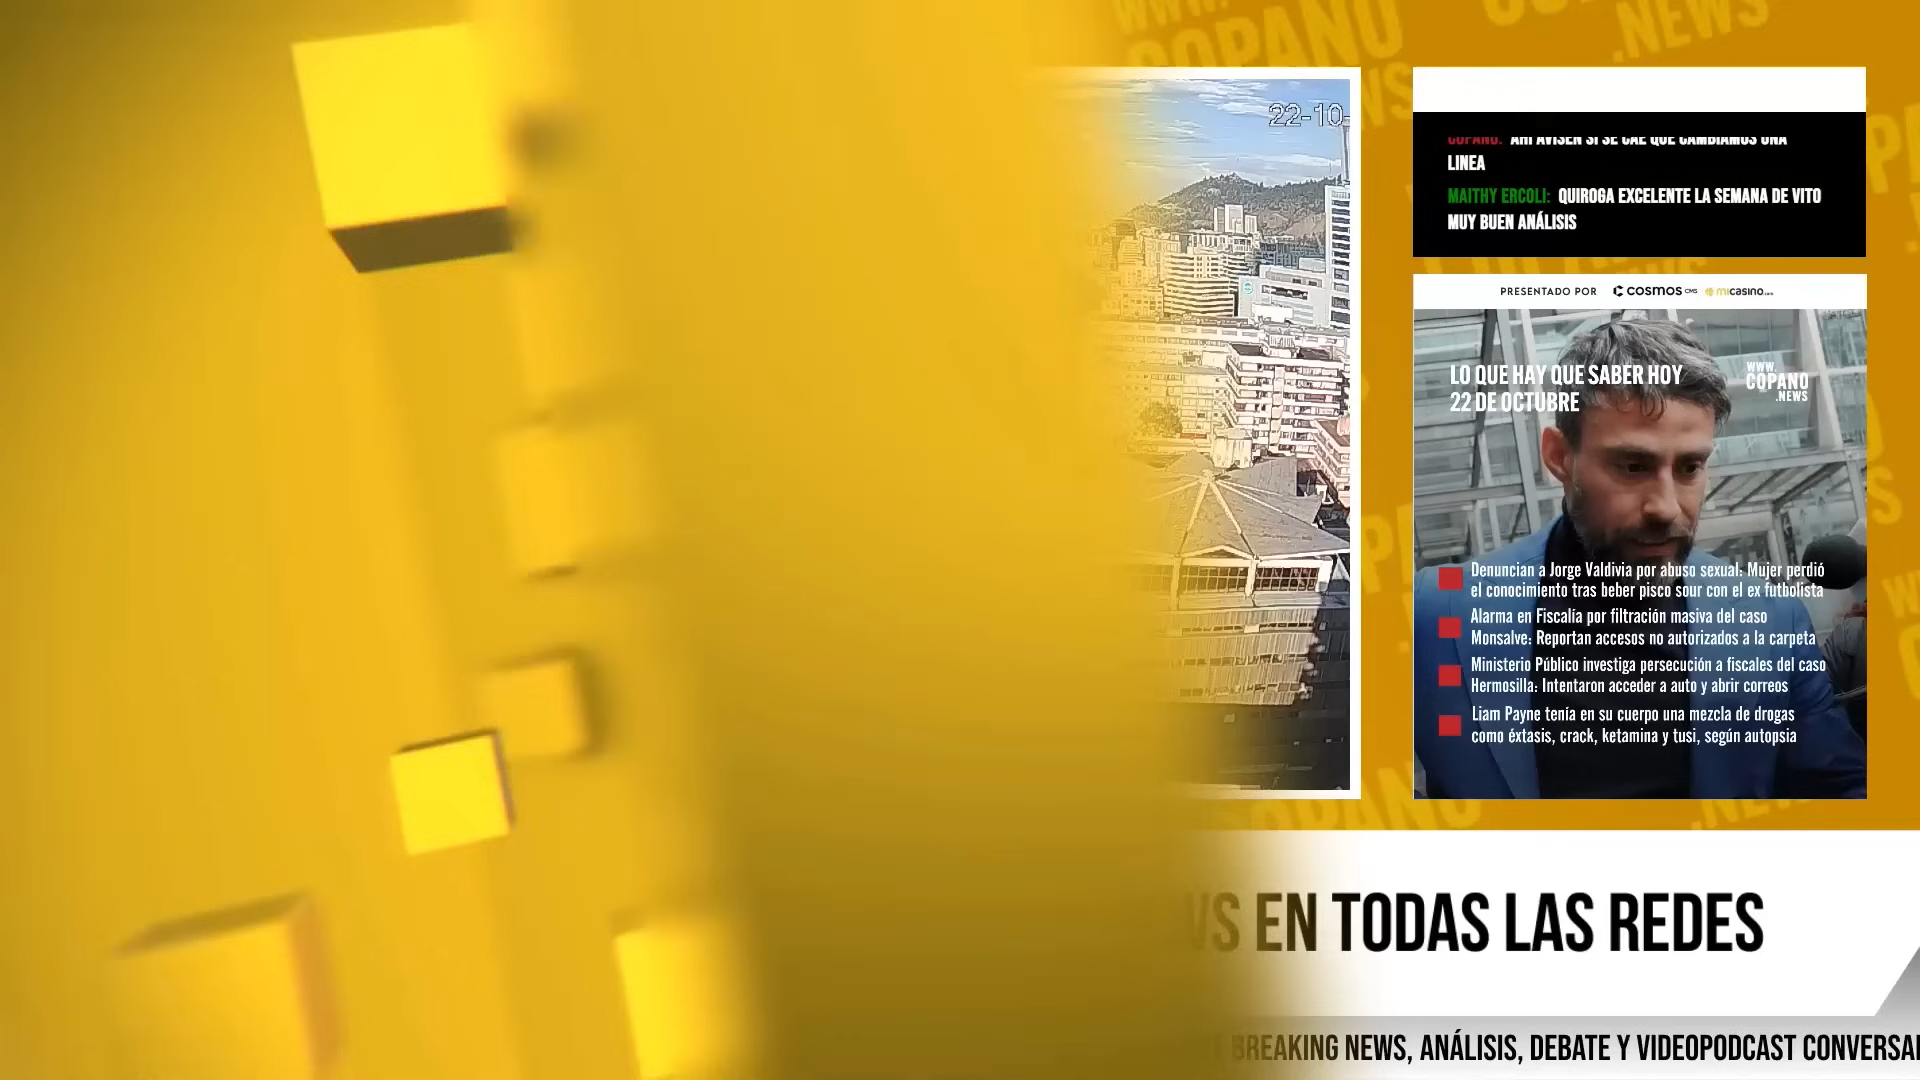 22-10-
COPANO: AHÍ AVISEN SI SE CAE QUE CAMBIAMOS UNA
LINEA
MAITHY ERCOLI: QUIROGA EXCELENTE LA SEMANA DE VITO
MUY BUEN ANÁLISIS
PRESENTADO POR COSMOS CMS micasino.com
LO QUE HAY QUE SABER HOY
22 DE OCTUBRE
WWW.
COPANO
.NEWS
Denuncian a Jorge Valdivia por abuso sexual: Mujer perdió
el conocimiento tras beber pisco sour con el ex futbolista
Alarma en Fiscalía por filtración masiva del caso
Monsalve: Reportan accesos no autorizados a la carpeta
Ministerio Público investiga persecución a fiscales del caso
Hermosilla: Intentaron acceder a auto y abrir correos
Liam Payne tenía en su cuerpo una mezcla de drogas
como éxtasis, crack, ketamina y tusi, según autopsia
WS EN TODAS LAS REDES
BREAKING NEWS, ANÁLISIS, DEBATE Y VIDEOPODCAST CONVERSA